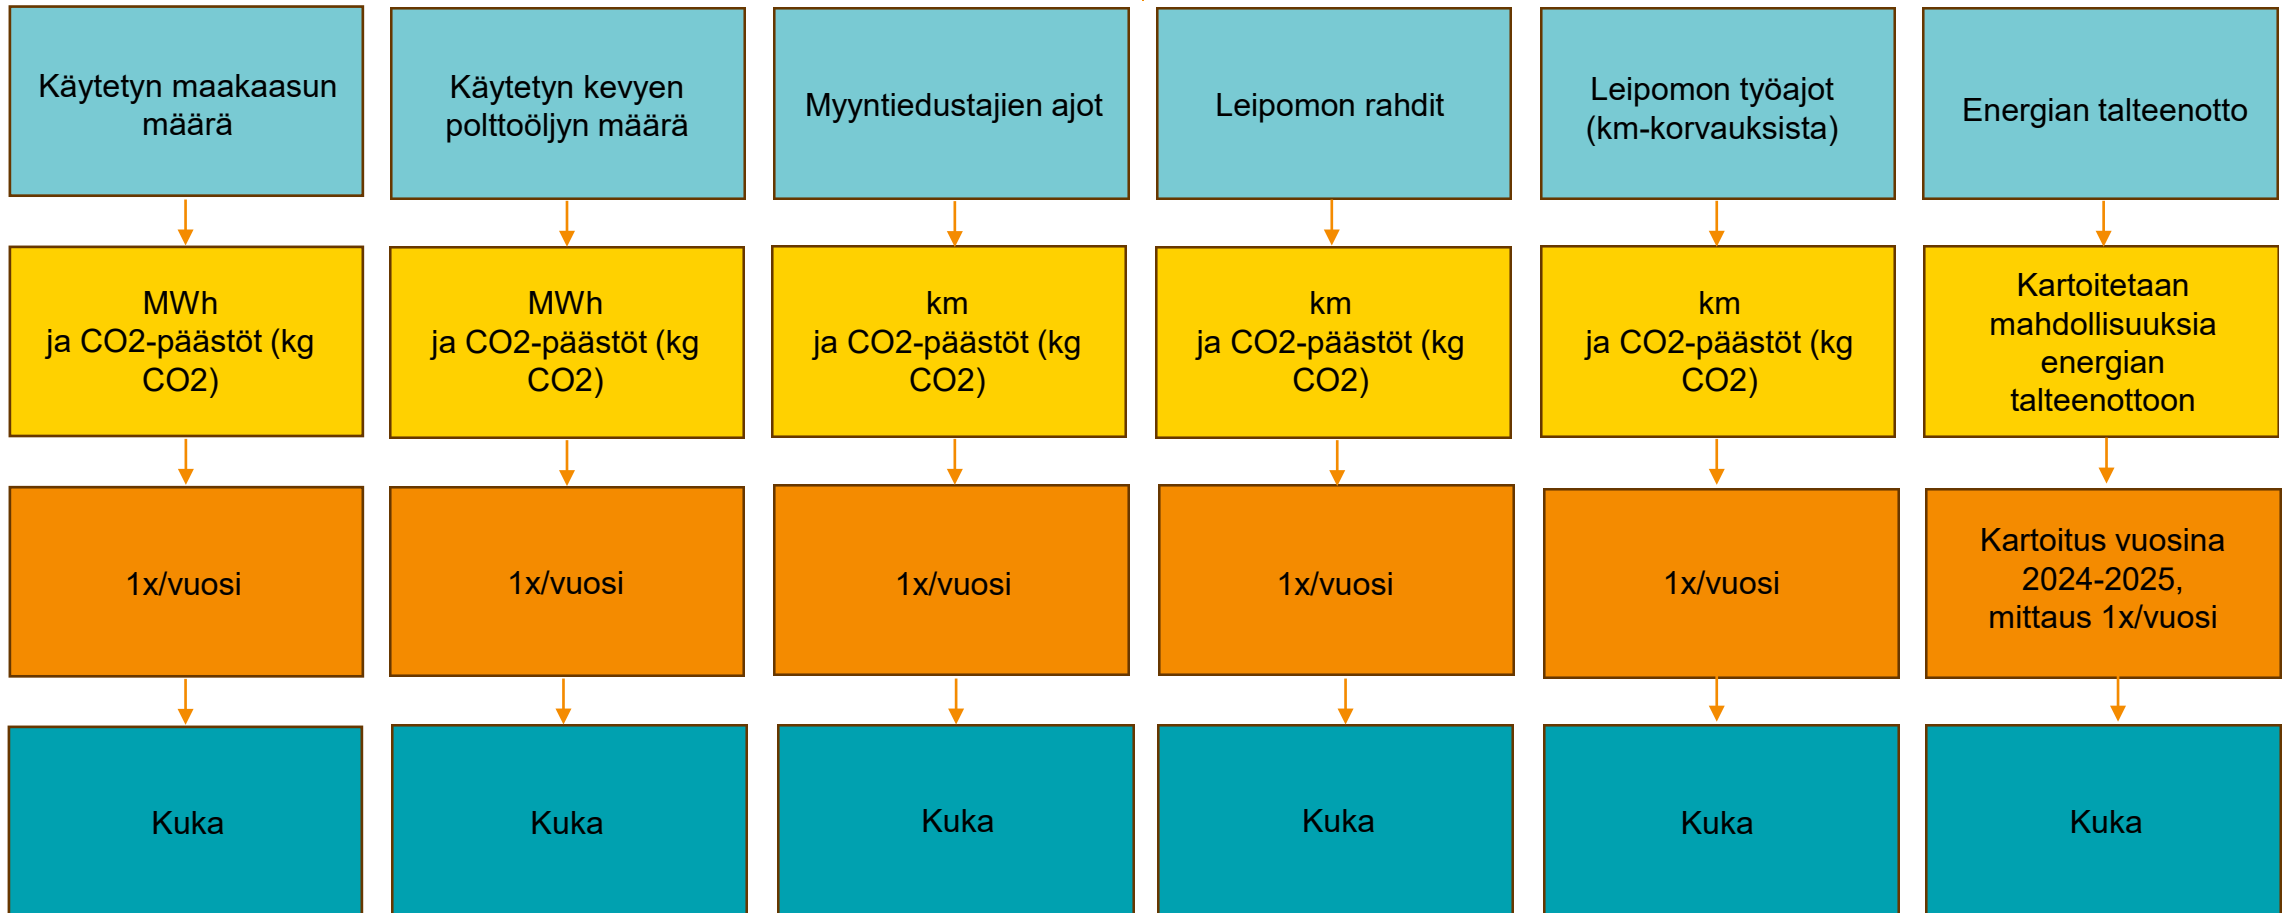 Käytetyn maakaasun
määrä
Käytetyn kevyen
polttoöljyn määrä
Myyntiedustajien ajot
Leipomon rahdit
Leipomon työajot
(km-korvauksista)
Energian talteenotto
MWh
ja CO2-päästöt (kg
CO2)
MWh
ja CO2-päästöt (kg
CO2)
km
ja CO2-päästöt (kg
CO2)
km
ja CO2-päästöt (kg
CO2)
km
ja CO2-päästöt (kg
CO2)
Kartoitetaan
mahdollisuuksia
energian
talteenottoon
1x/vuosi
1x/vuosi
1x/vuosi
1x/vuosi
1x/vuosi
Kartoitus vuosina
2024-2025,
mittaus 1x/vuosi
Kuka
Kuka
Kuka
Kuka
Kuka
Kuka